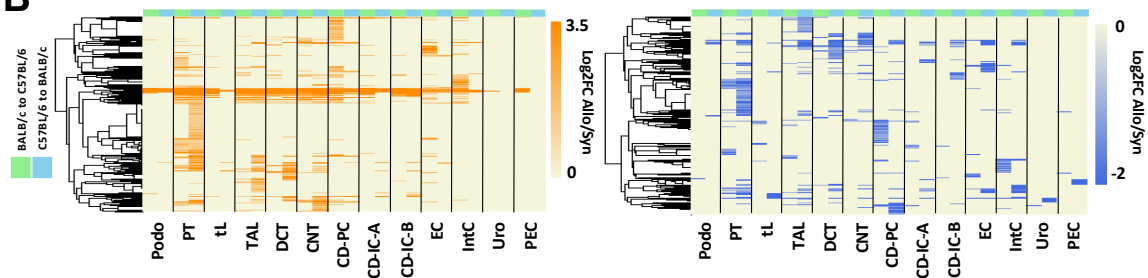 B
BALB/c to C57BL/6
C57BL/6 to BALB/c
Podo
PT
tL
TAL
DCT
CNT
CD-PC
CD-IC-A
CD-IC-B
EC
IntC
Uro
PEC
3.5
0
Log2FC Allo/Syn
Podo
PT
tL
TAL
DCT
CNT
CD-PC
CD-IC-A
CD-IC-B
EC
IntC
Uro
PEC
0
-2
Log2FC Allo/Syn